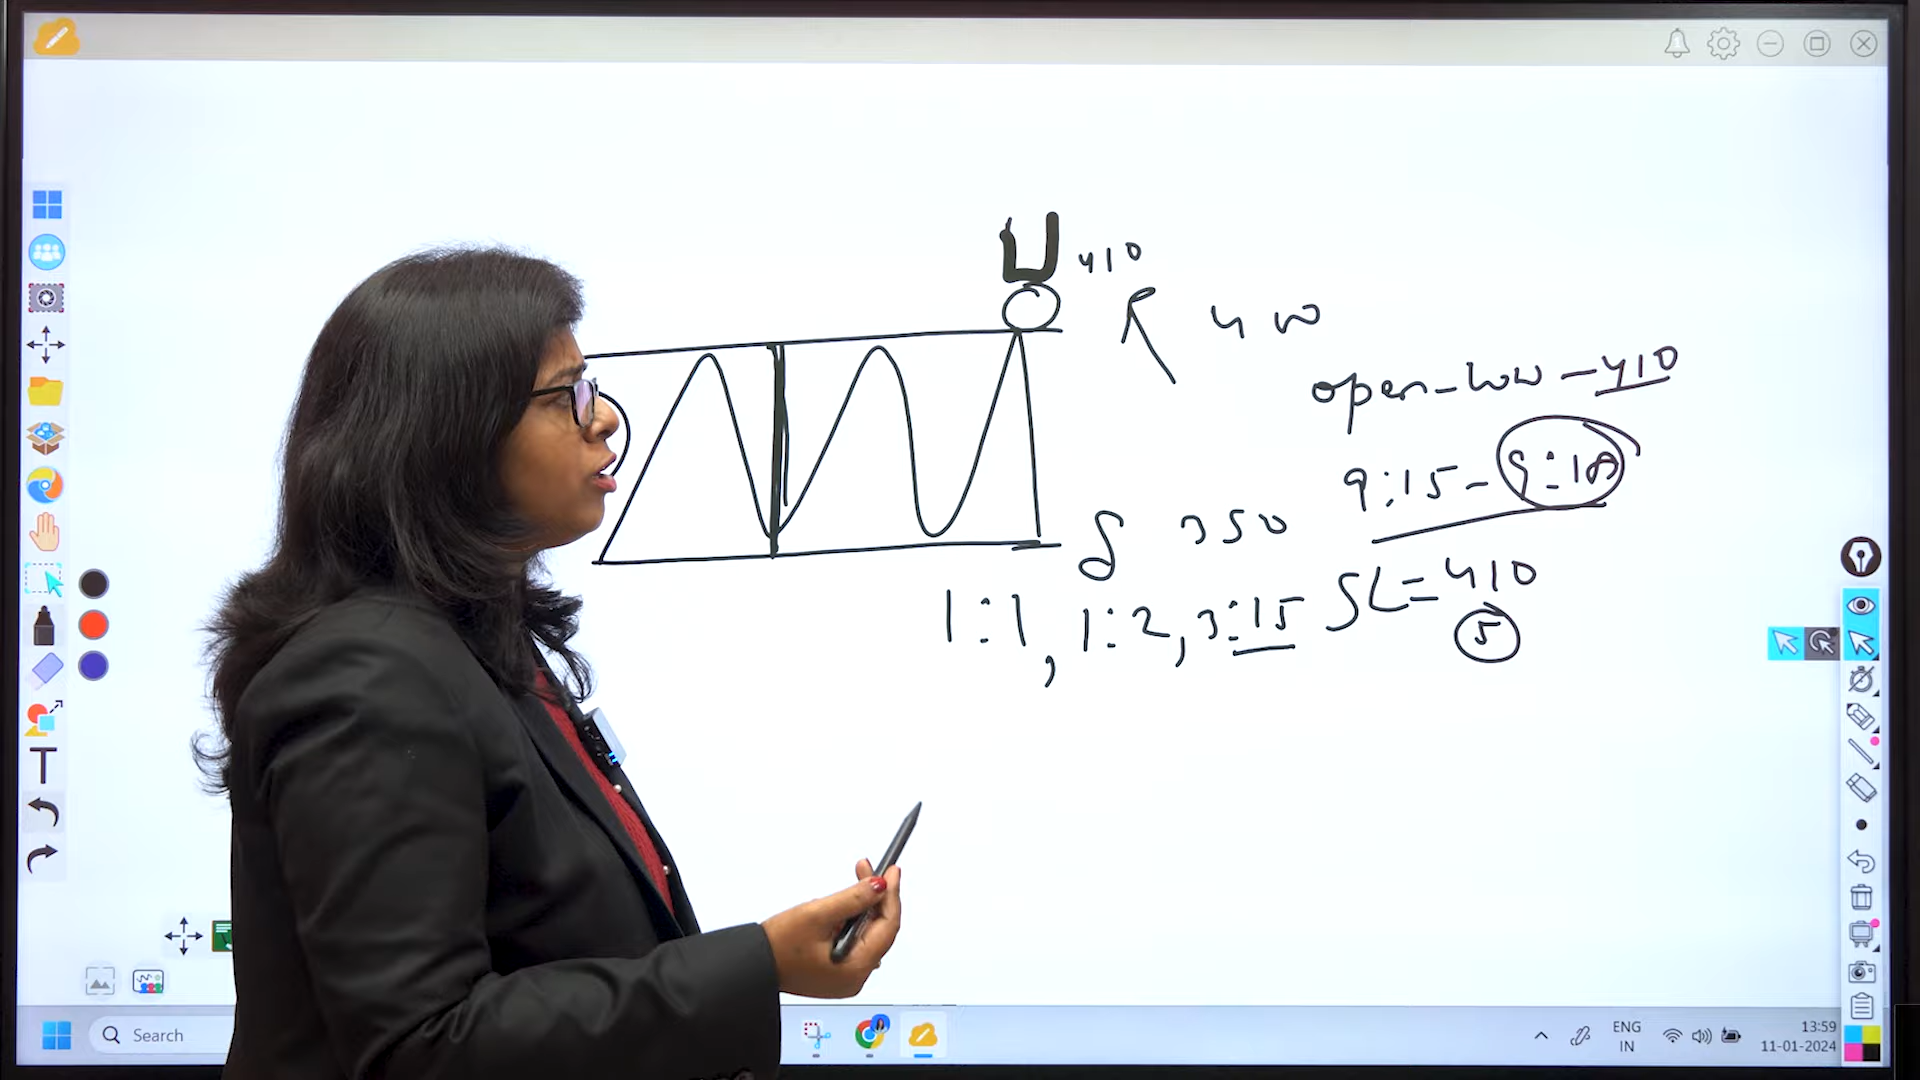 410
400
open-low-410
9:15-9:18
350
1:1, 1:2, 3:15 SL=410
5
T
Search
ENG
IN
13:59
11-01-2024